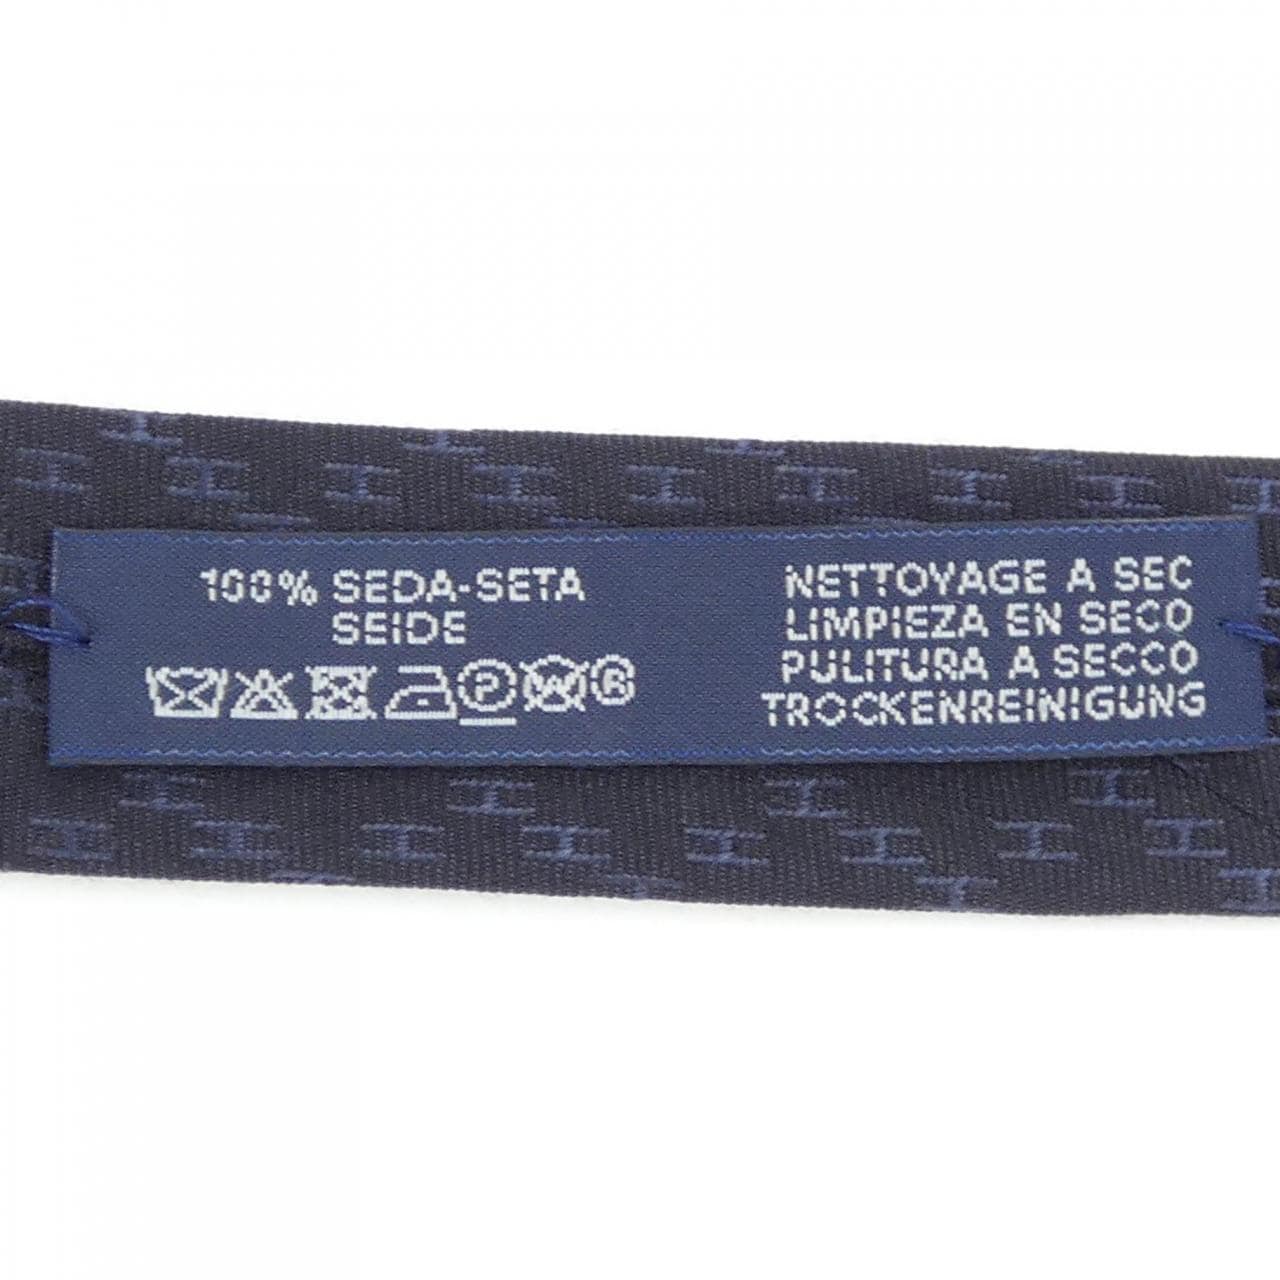 100% SEDA-SETA
SEIDE
P W R
NETTOYAGE A SEC
LIMPIEZA EN SECO
PULITURA A SECCO
TROCKENREINIGUNG